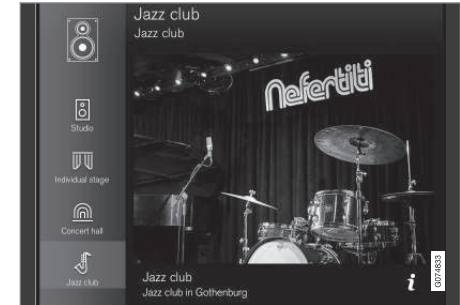 Jazz club
Jazz club
Nefertiti
Studio
Individual stage
Concert hall
Jazz club
Jazz club
Jazz club in Gothenburg
i
G074833